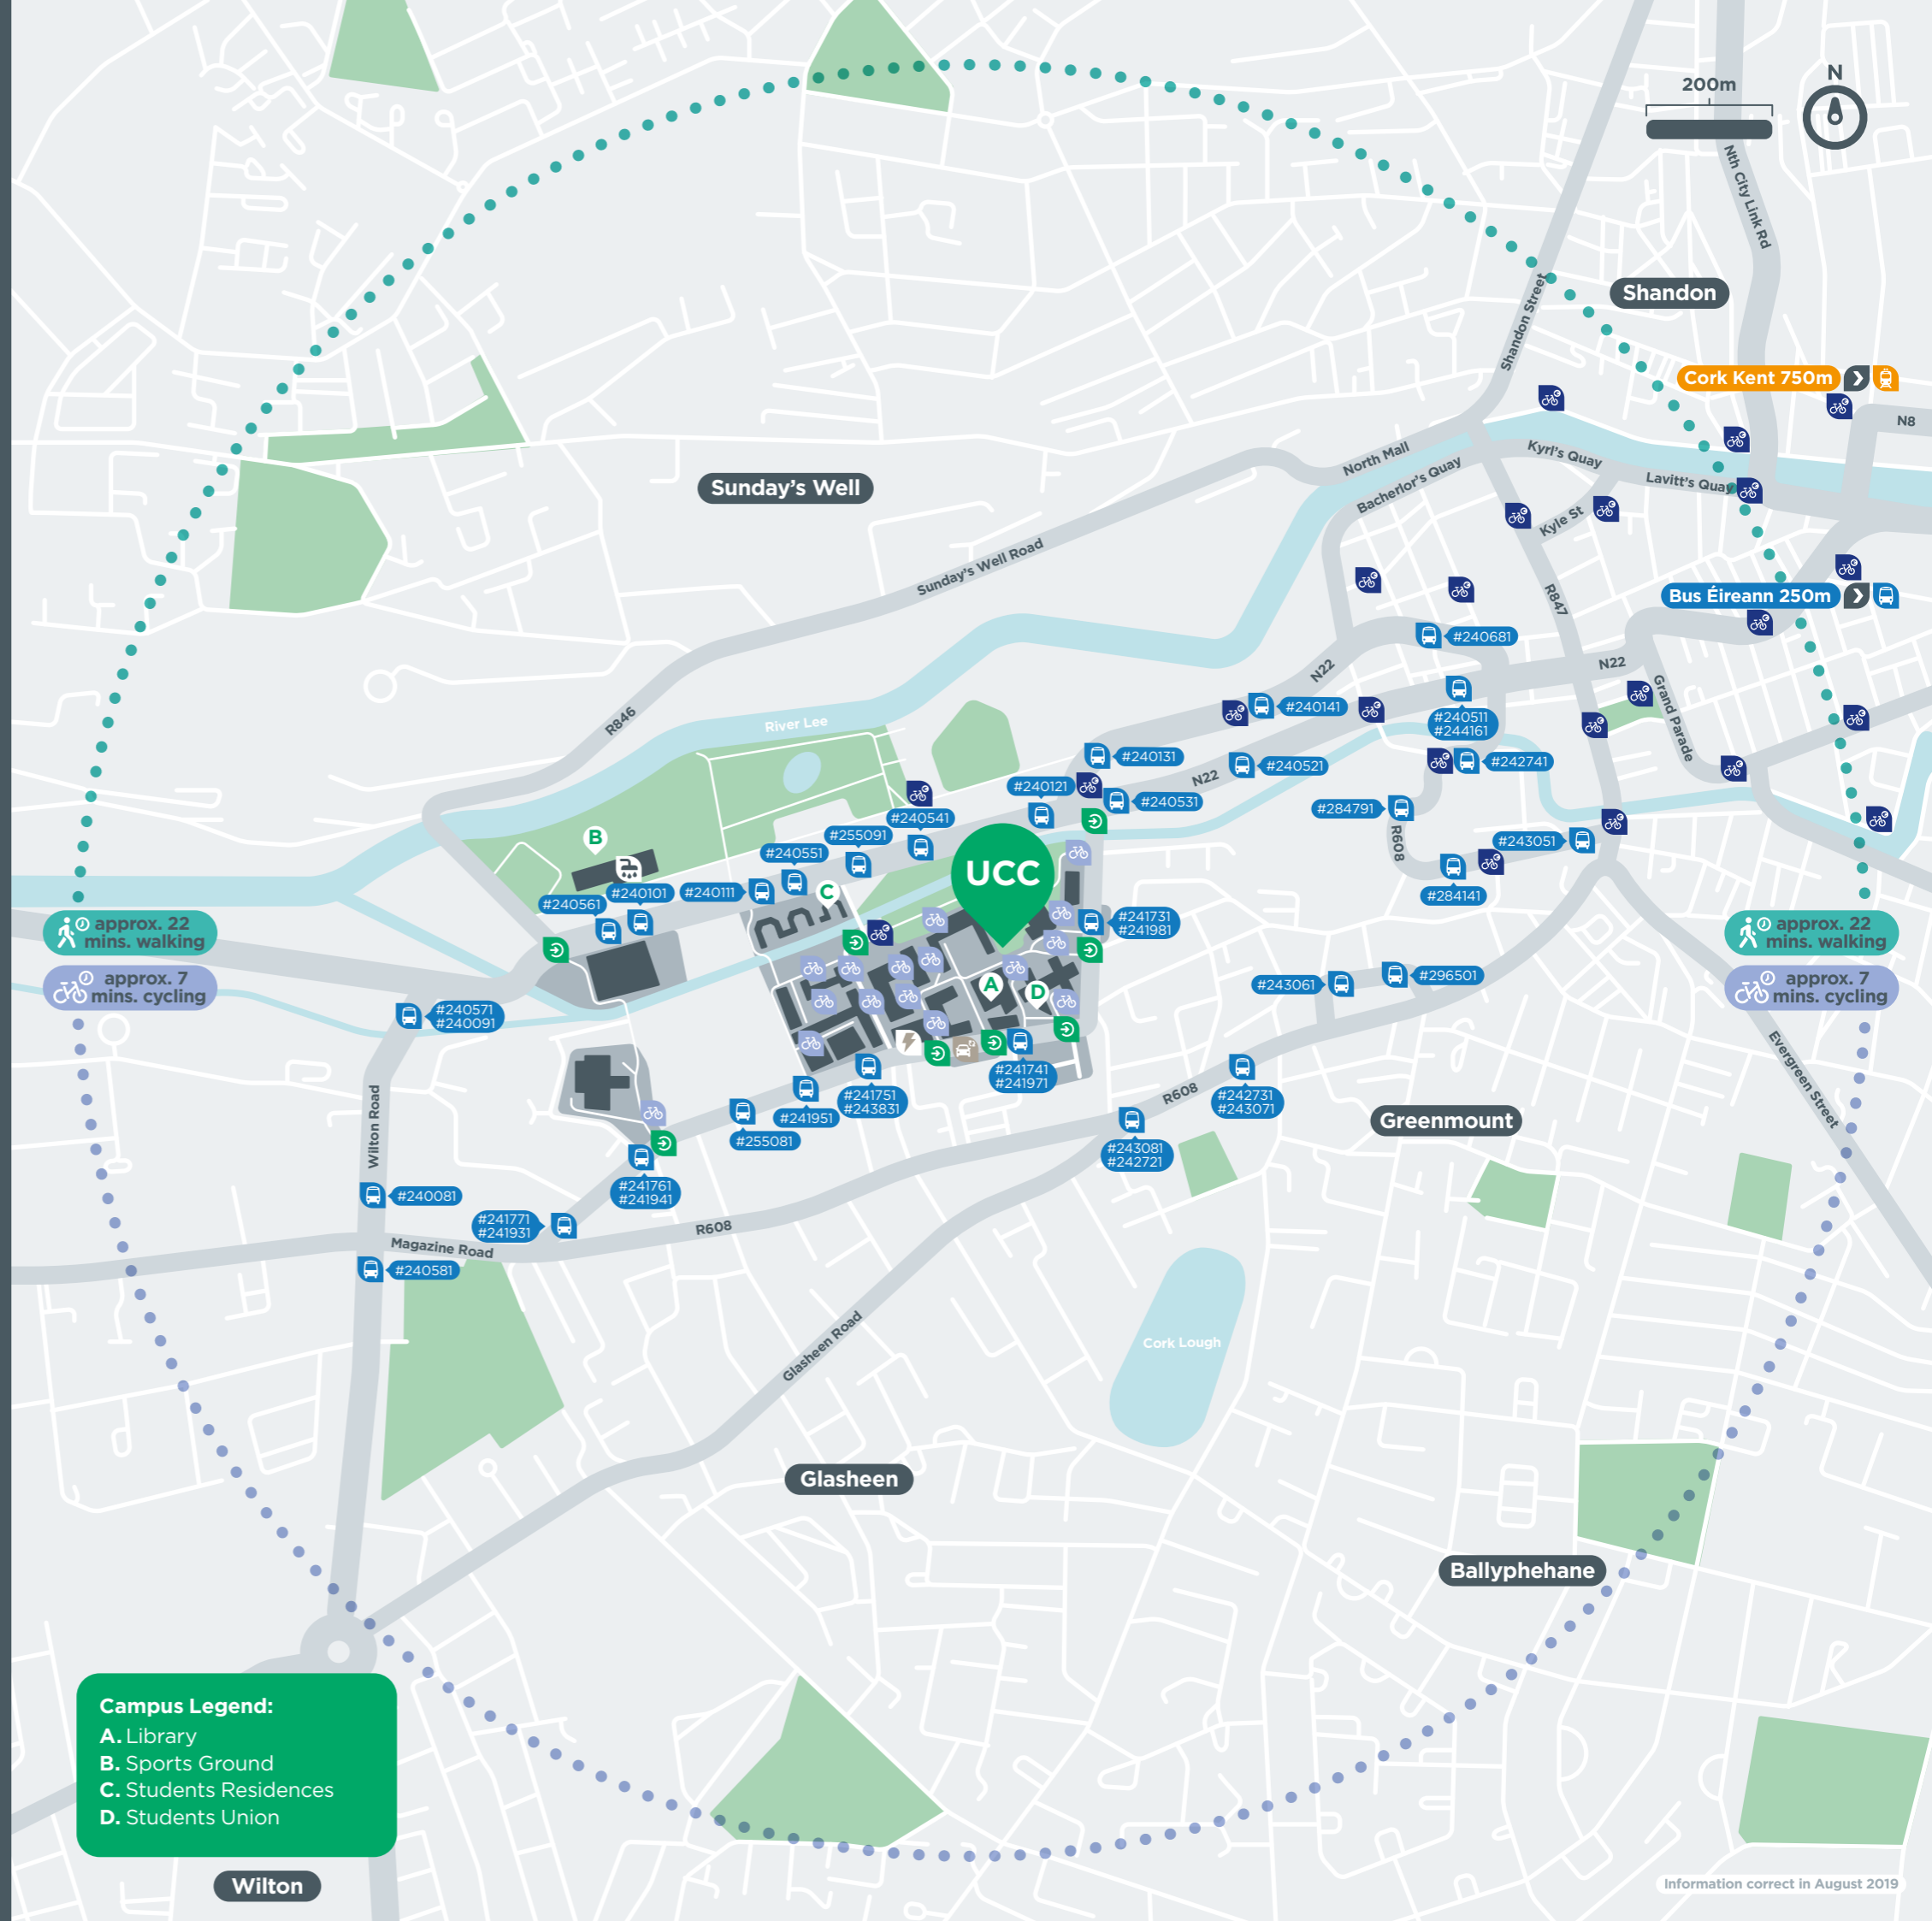 200m
N
Nth City Link Rd
Shandon
Shandon Street
Cork Kent 750m
N8
North Mall
Bacherlor's Quay
Kyrl's Quay
Lavitt's Quay
Kyle St
Sunday's Well
Sunday's Well Road
R847
Bus Éireann 250m
#240681
N22
N22
Grand Parade
R846
River Lee
#240141
#240511
#244161
#240131
N22
#240521
#242741
#240121
#240531
#284791
#240541
#255091
#240551
R608
#243051
B
UCC
#284141
#240101
#240111
C
#240561
#241731
#241981
approx. 22
mins. walking
approx. 7
mins. cycling
approx. 22
mins. walking
approx. 7
mins. cycling
A
D
#243061
#296501
#240571
#240091
Evergreen Street
#241741
#241971
#241751
#243831
#241951
#255081
R608
#242731
#243071
Greenmount
#243081
#242721
Wilton Road
#240081
#241761
#241941
#241771
#241931
R608
Magazine Road
#240581
Glasheen Road
Cork Lough
Glasheen
Ballyphehane
Campus Legend:
A. Library
B. Sports Ground
C. Students Residences
D. Students Union
Wilton
Information correct in August 2019